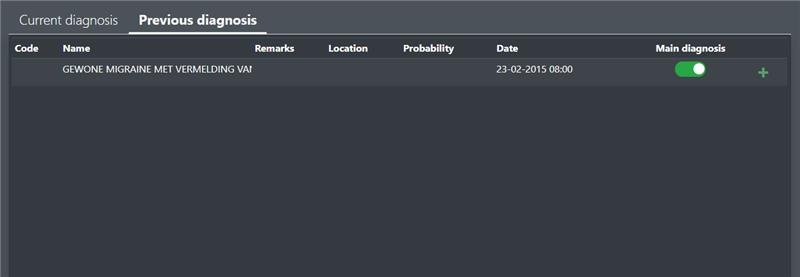 Current diagnosis Previous diagnosis
Code Name Remarks Location Probability Date Main diagnosis
GEWONE MIGRAINE MET VERMELDING VAN 23-02-2015 08:00